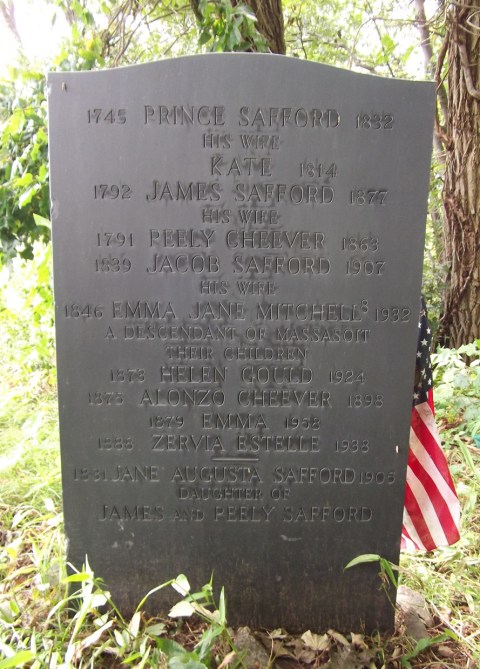 1745 PRINCE SAFFORD 1832
HIS WIFE
KATE 1814
1792 JAMES SAFFORD 1877
HIS WIFE
1791 PEELY CHEEVER
1839 JACOB SAFFORD 1907
HIS WIFE
1846 EMMA JANE MITCHELL 1932
A DESCENDANT OF MASSASOIT
THEIR CHILDREN
1873 HELEN GOULD 1924
1875 ALONZO CHEEVER 1898
1879 EMMA 1958
1888 ZERVIA ESTELLE 1938
1831 JANE AUGUSTA SAFFORD 1905
DAUGHTER OF
JAMES AND PEELY SAFFORD